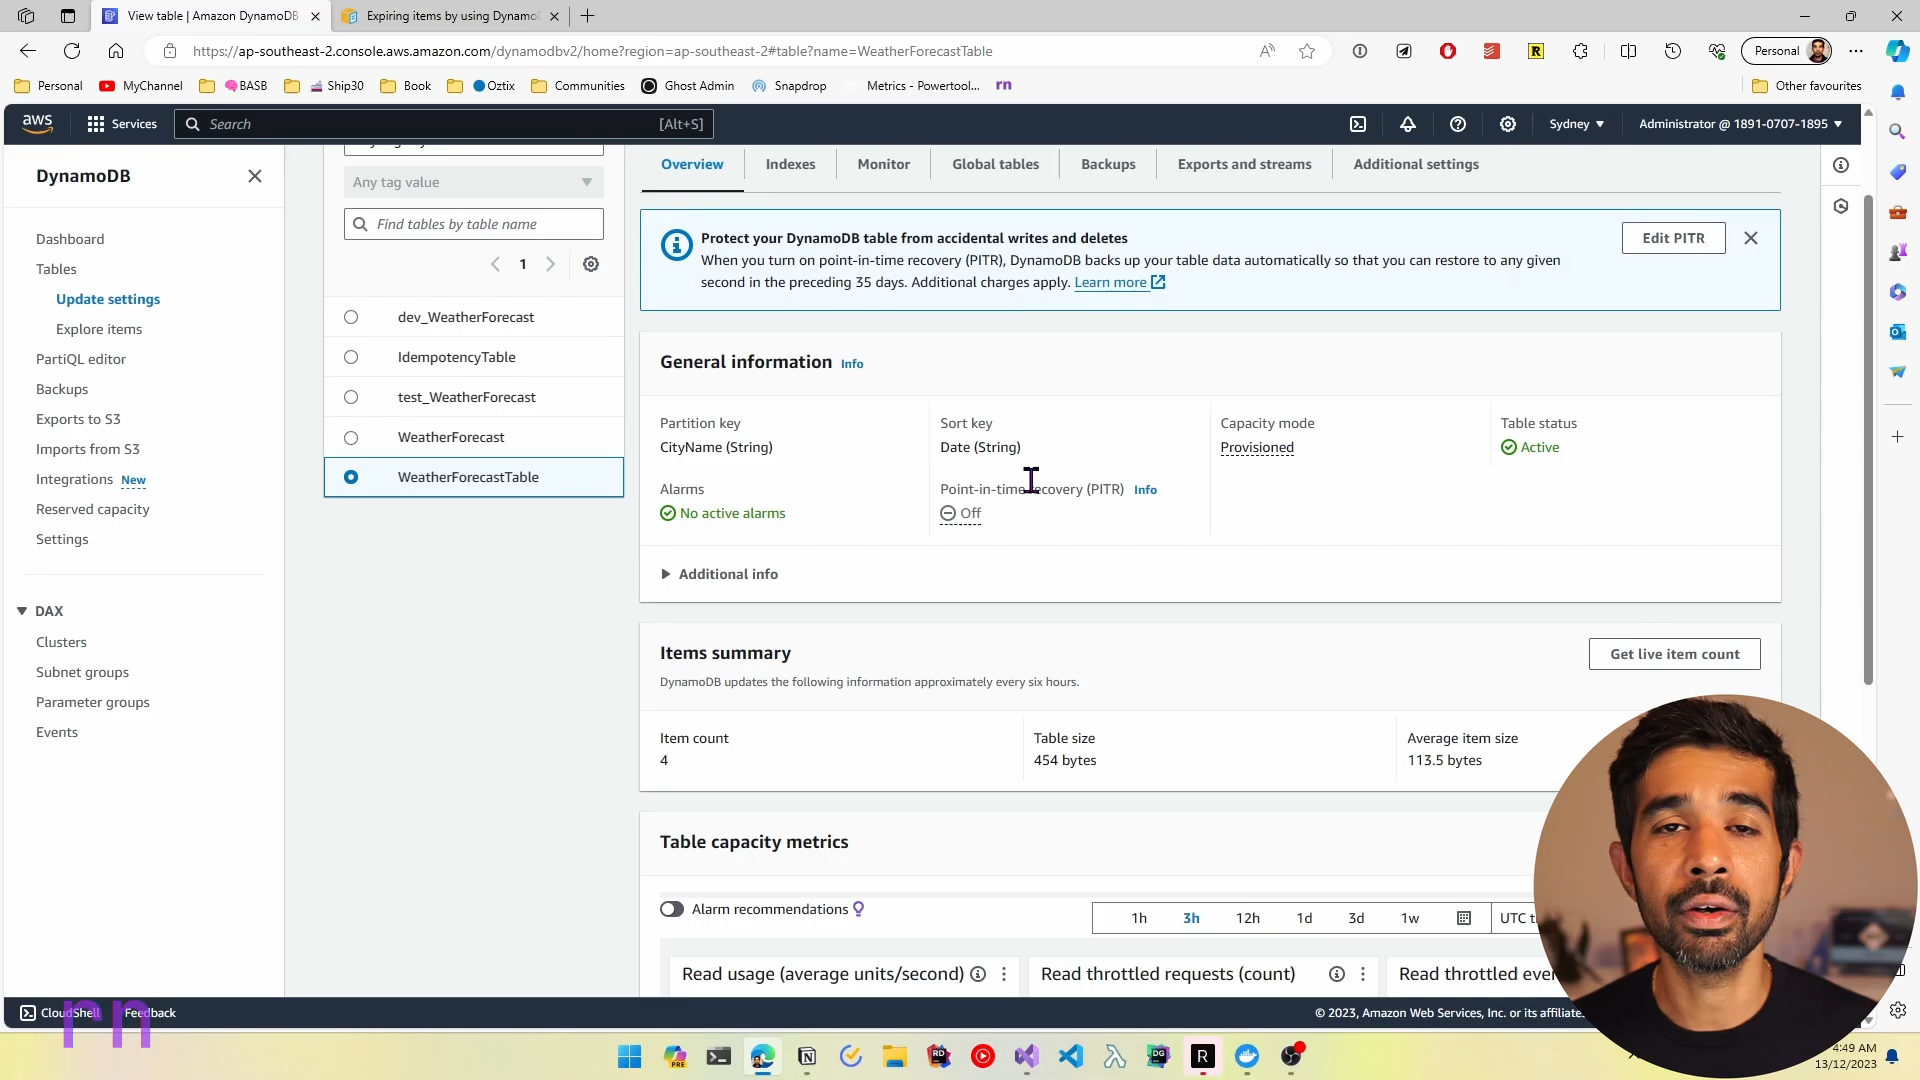 View table | Amazon DynamoDB
Expiring items by using Dynamo
https://ap-southeast-2.console.aws.amazon.com/dynamodbv2/home?region=ap-southeast-2#table?name=WeatherForecastTable
Personal
Personal
MyChannel
BASB
Ship30
Book
Oztix
Communities
Ghost Admin
Snapdrop
Metrics - Powertool...
rn
Other favourites
aws
Services
Search
[Alt+S]
Sydney
Administrator @ 1891-0707-1895
DynamoDB
Dashboard
Tables
Update settings
Explore items
PartiQL editor
Backups
Exports to S3
Imports from S3
Integrations New
Reserved capacity
Settings
DAX
Clusters
Subnet groups
Parameter groups
Events
Any tag value
Find tables by table name
1
dev_WeatherForecast
IdempotencyTable
test_WeatherForecast
WeatherForecast
WeatherForecastTable
Overview
Indexes
Monitor
Global tables
Backups
Exports and streams
Additional settings
Protect your DynamoDB table from accidental writes and deletes
When you turn on point-in-time recovery (PITR), DynamoDB backs up your table data automatically so that you can restore to any given
second in the preceding 35 days. Additional charges apply. Learn more
Edit PITR
General information Info
Partition key
CityName (String)
Sort key
Date (String)
Capacity mode
Provisioned
Table status
Active
Alarms
No active alarms
Point-in-time recovery (PITR) Info
Off
Additional info
Items summary
Get live item count
DynamoDB updates the following information approximately every six hours.
Item count
4
Table size
454 bytes
Average item size
113.5 bytes
Table capacity metrics
Alarm recommendations
1h
3h
12h
1d
3d
1w
UTC
Read usage (average units/second)
Read throttled requests (count)
Read throttled
CloudShell
Feedback
© 2023, Amazon Web Services, Inc. or its affiliates.
rn
PRE
RD
N
DG
R
4:49 AM
13/12/2023